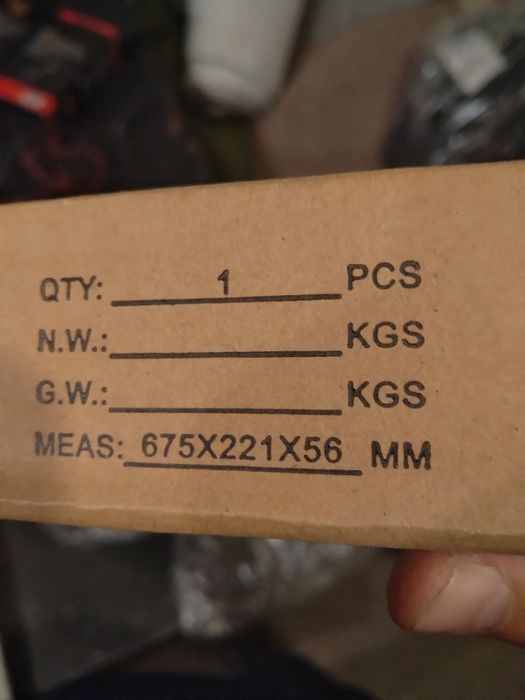 QTY: 1 PCS
N.W.: KGS
G.W.: KGS
MEAS: 675X221X56 MM